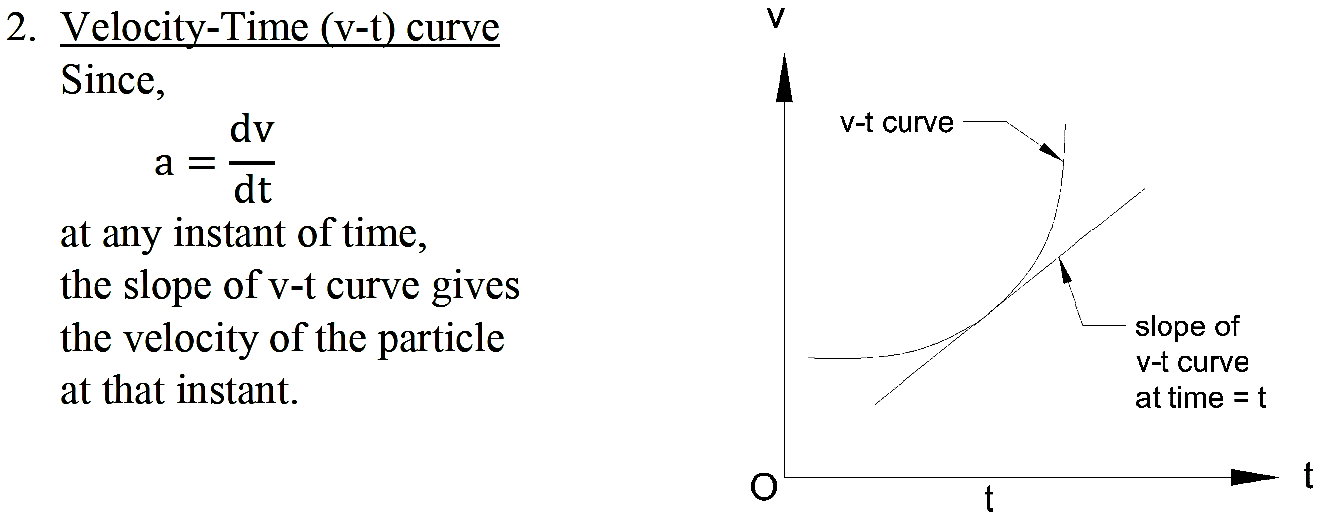 2. Velocity-Time (v-t) curve
Since,
a = dv/dt
at any instant of time,
the slope of v-t curve gives
the velocity of the particle
at that instant.
v
v-t curve
slope of
v-t curve
at time = t
O
t
t